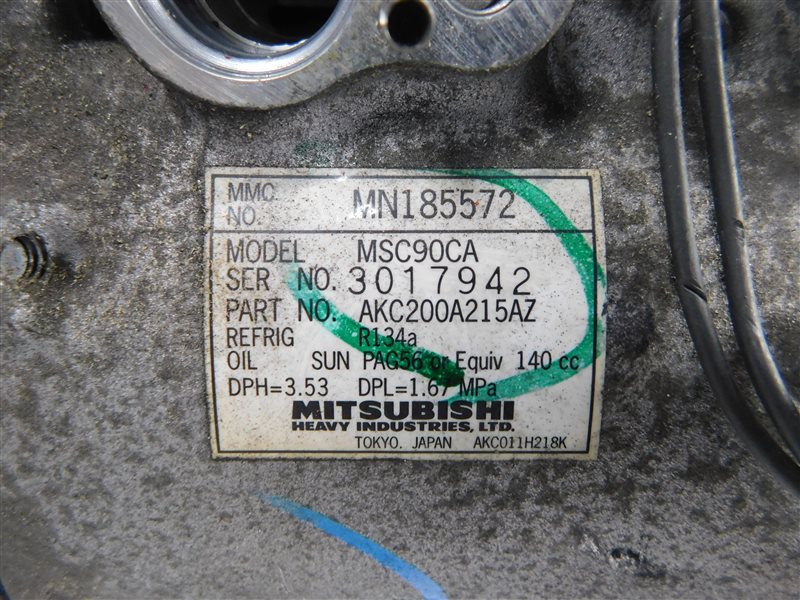 MMC NO. MN185572
MODEL MSC90CA
SER NO. 3017942
PART NO. AKC200A215AZ
REFRIG R134a
OIL SUN PAG56 or Equiv 140 cc
DPH=3.53 DPL=1.67 MPa
MITSUBISHI
HEAVY INDUSTRIES, LTD.
TOKYO. JAPAN AKC011H218K